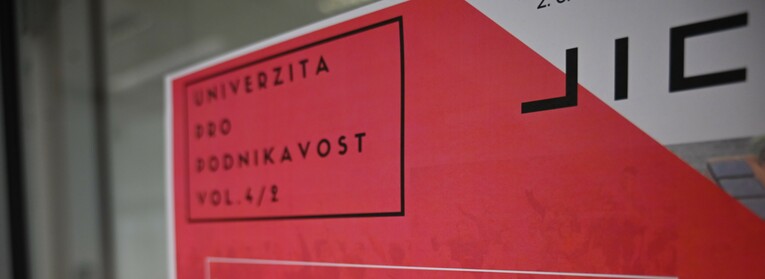 UNIVERZITA
PRO
PODNIKAVOST
VOL.4/2
JIC